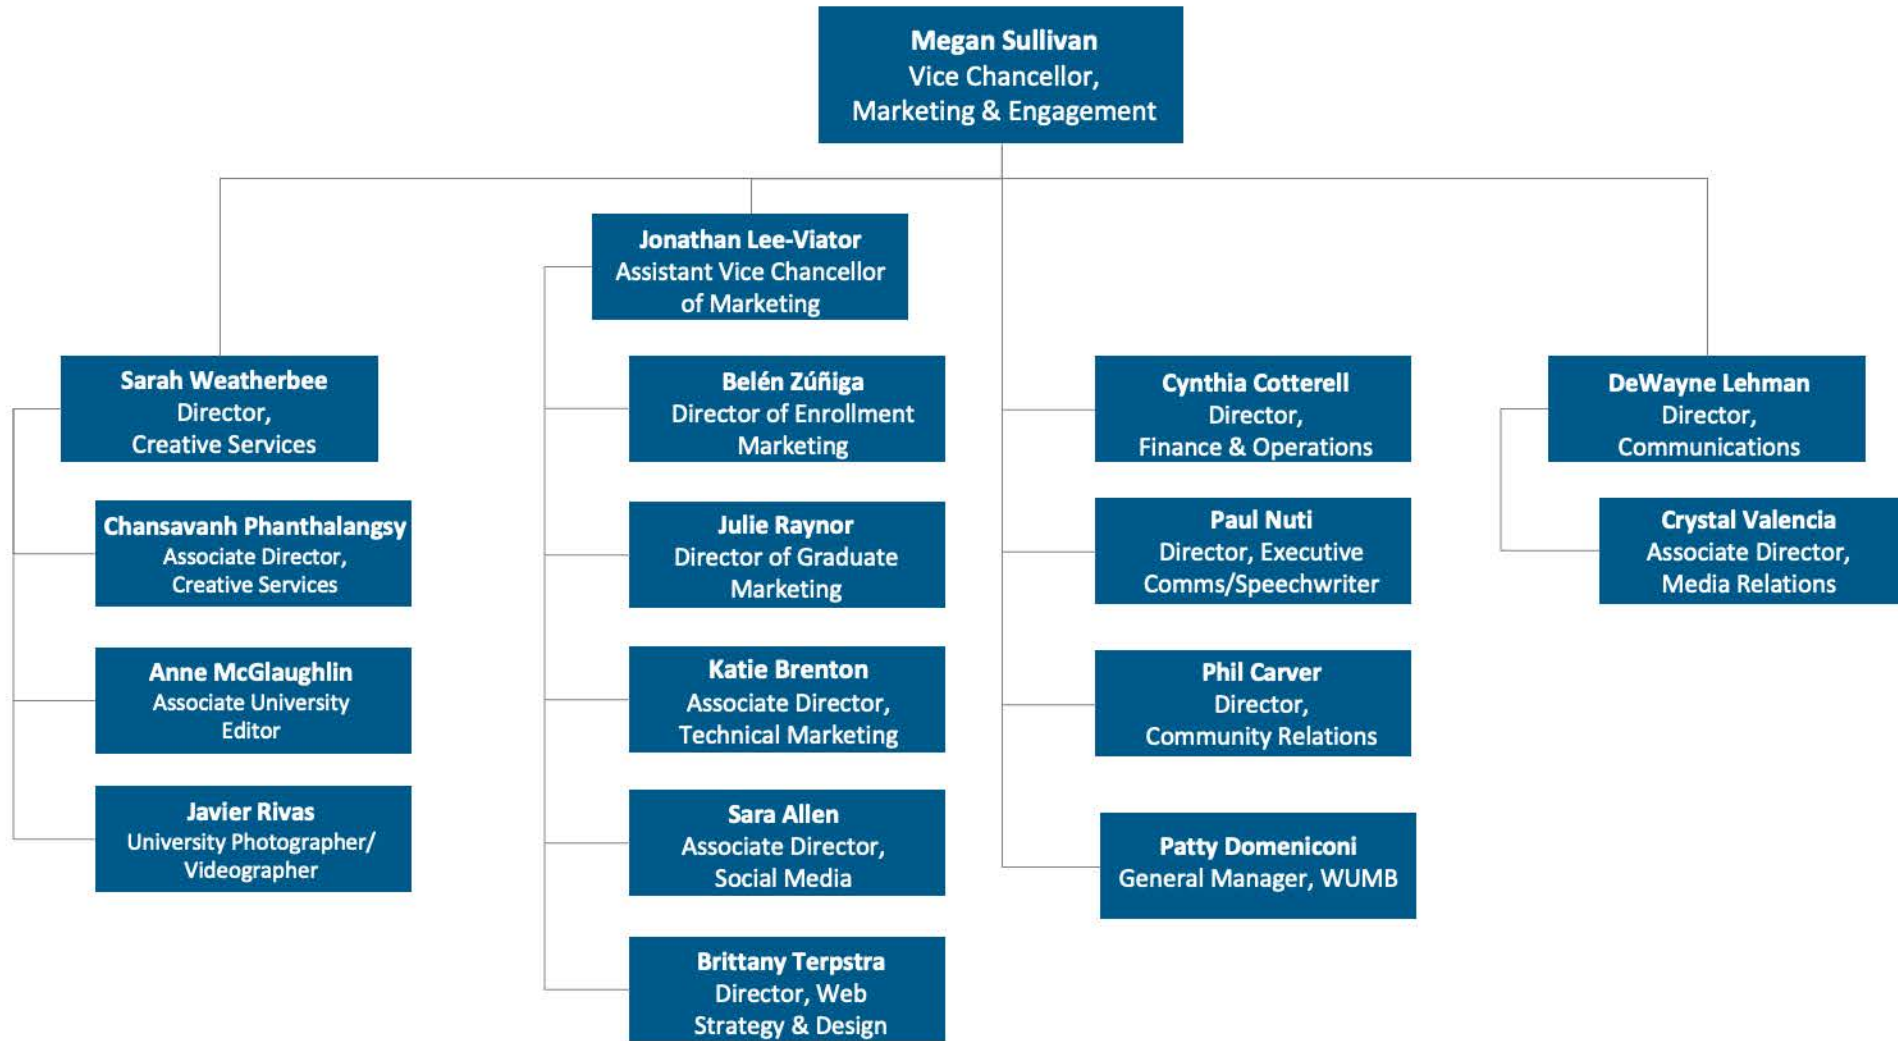 Megan Sullivan
Vice Chancellor,
Marketing & Engagement
Jonathan Lee-Viator
Assistant Vice Chancellor
of Marketing
Sarah Weatherbee
Director,
Creative Services
Chansavanh Phanthalangsy
Associate Director,
Creative Services
Anne McGlaughlin
Associate University
Editor
Javier Rivas
University Photographer/
Videographer
Belén Zúñiga
Director of Enrollment
Marketing
Julie Raynor
Director of Graduate
Marketing
Katie Brenton
Associate Director,
Technical Marketing
Sara Allen
Associate Director,
Social Media
Brittany Terpstra
Director, Web
Strategy & Design
Cynthia Cotterell
Director,
Finance & Operations
Paul Nuti
Director, Executive
Comms/Speechwriter
Phil Carver
Director,
Community Relations
Patty Domeniconi
General Manager, WUMB
DeWayne Lehman
Director,
Communications
Crystal Valencia
Associate Director,
Media Relations